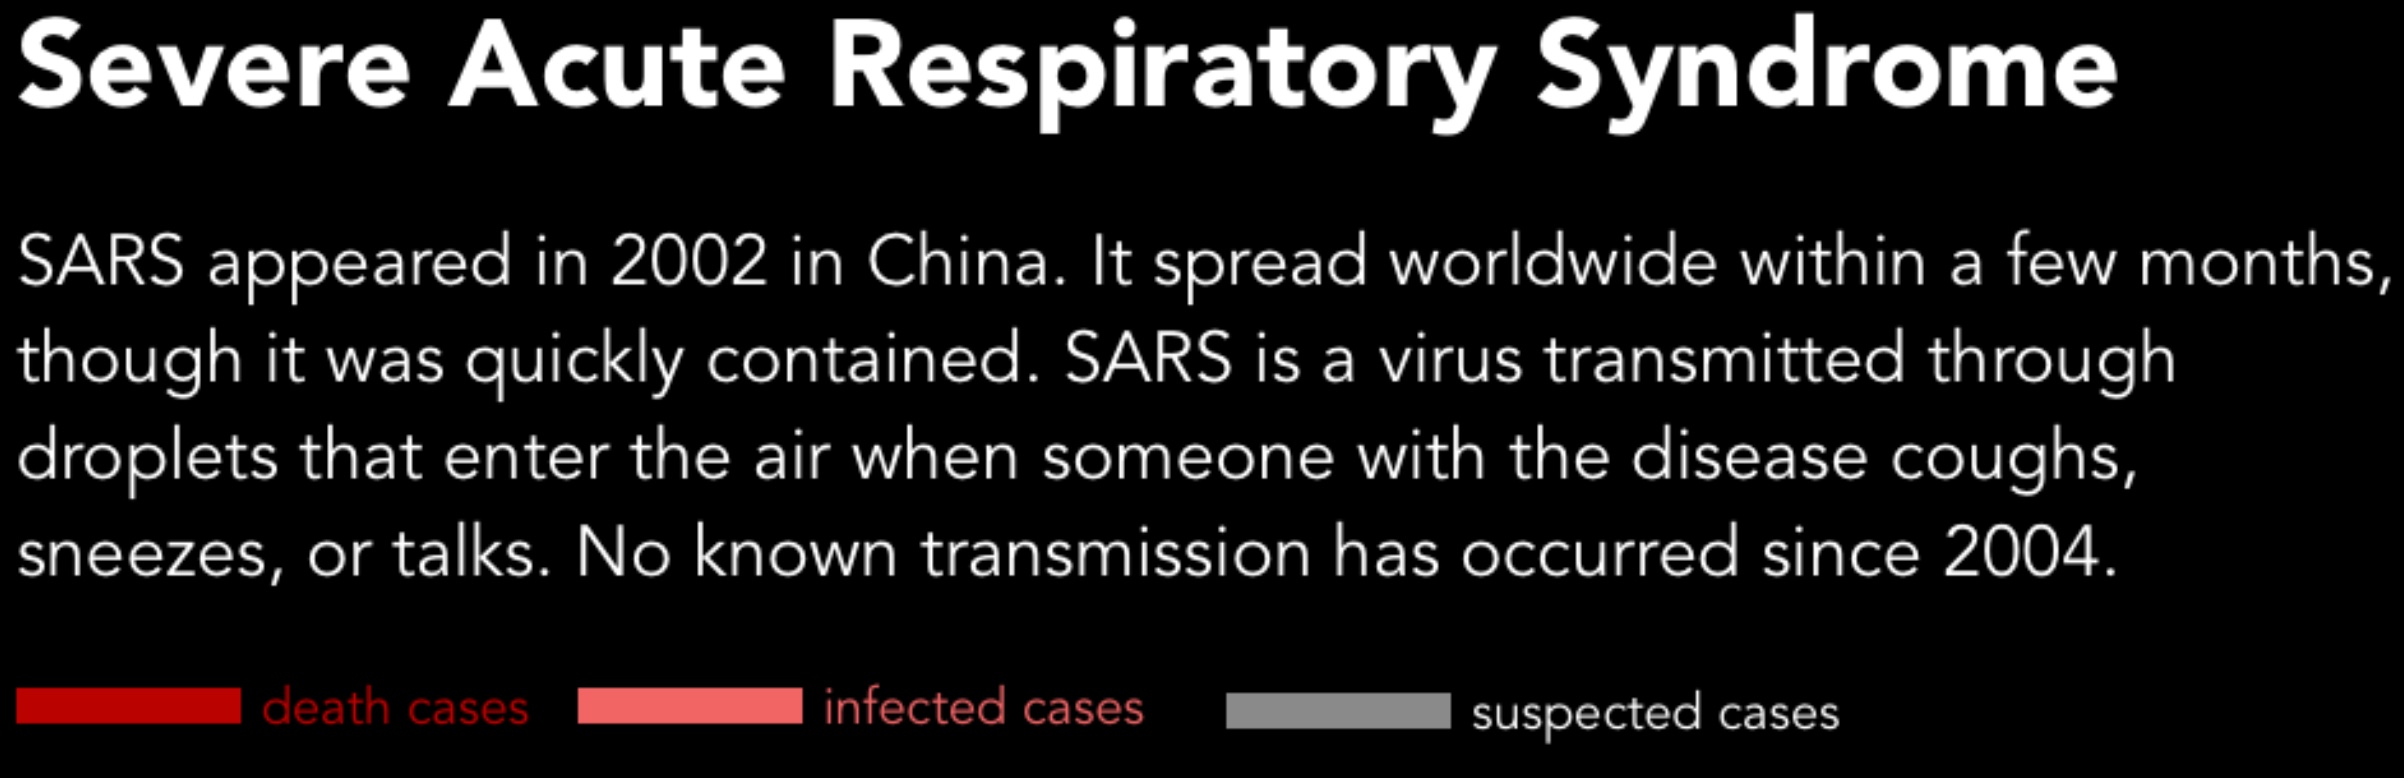 Severe Acute Respiratory Syndrome
SARS appeared in 2002 in China. It spread worldwide within a few months,
though it was quickly contained. SARS is a virus transmitted through
droplets that enter the air when someone with the disease coughs,
sneezes, or talks. No known transmission has occurred since 2004.
death cases infected cases suspected cases